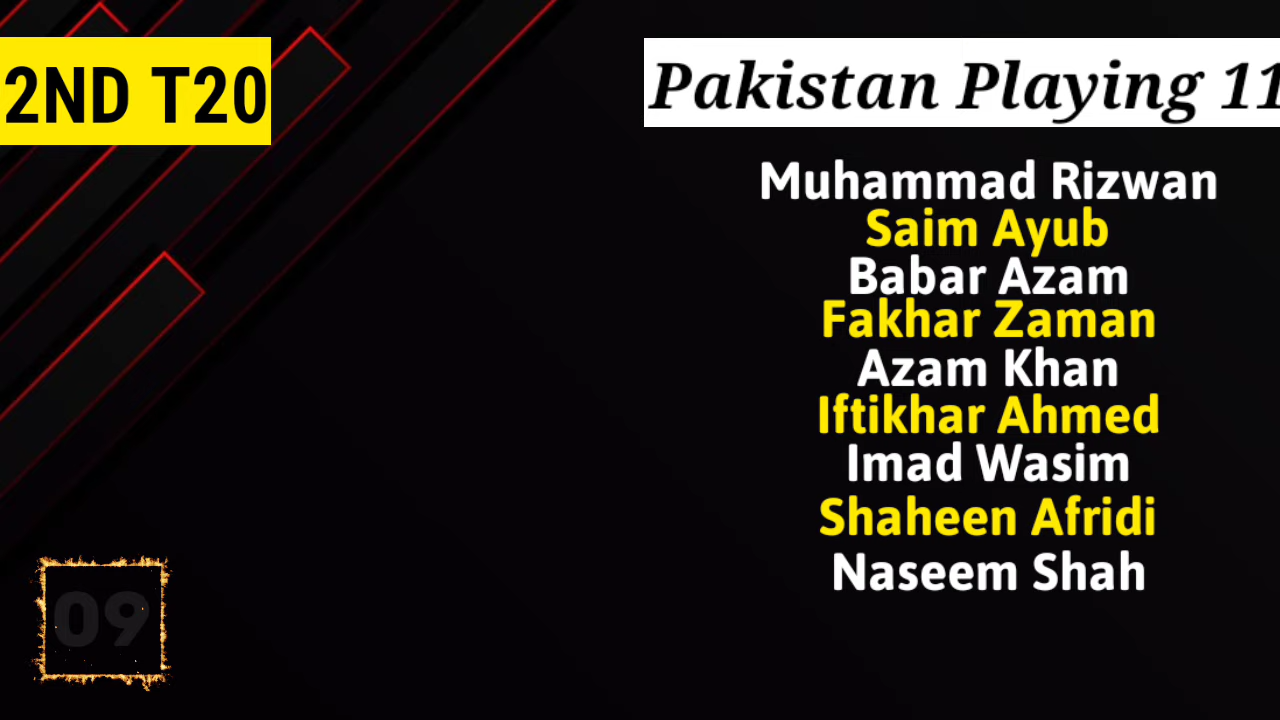 2ND T20
Pakistan Playing 11
Muhammad Rizwan
Saim Ayub
Babar Azam
Fakhar Zaman
Azam Khan
Iftikhar Ahmed
Imad Wasim
Shaheen Afridi
Naseem Shah
09